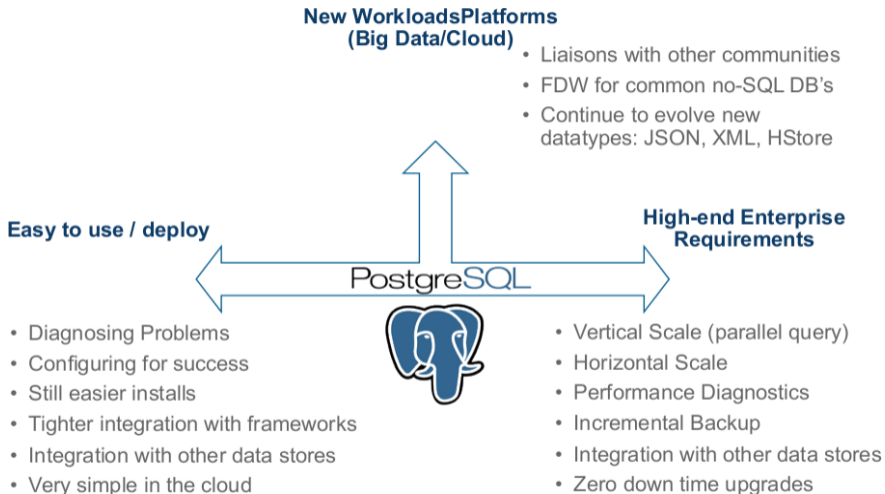 New WorkloadsPlatforms
(Big Data/Cloud)
• Liaisons with other communities
• FDW for common no-SQL DB's
• Continue to evolve new
datatypes: JSON, XML, HStore
Easy to use / deploy
High-end Enterprise
Requirements
PostgreSQL
• Diagnosing Problems
• Configuring for success
• Still easier installs
• Tighter integration with frameworks
• Integration with other data stores
• Very simple in the cloud
• Vertical Scale (parallel query)
• Horizontal Scale
• Performance Diagnostics
• Incremental Backup
• Integration with other data stores
• Zero down time upgrades